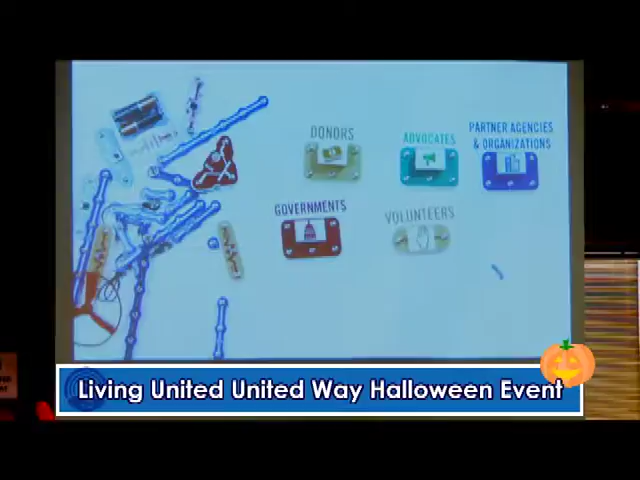 DONORS
ADVOCATES
PARTNER AGENCIES
& ORGANIZATIONS
GOVERNMENTS
VOLUNTEERS
Living United United Way Halloween Event